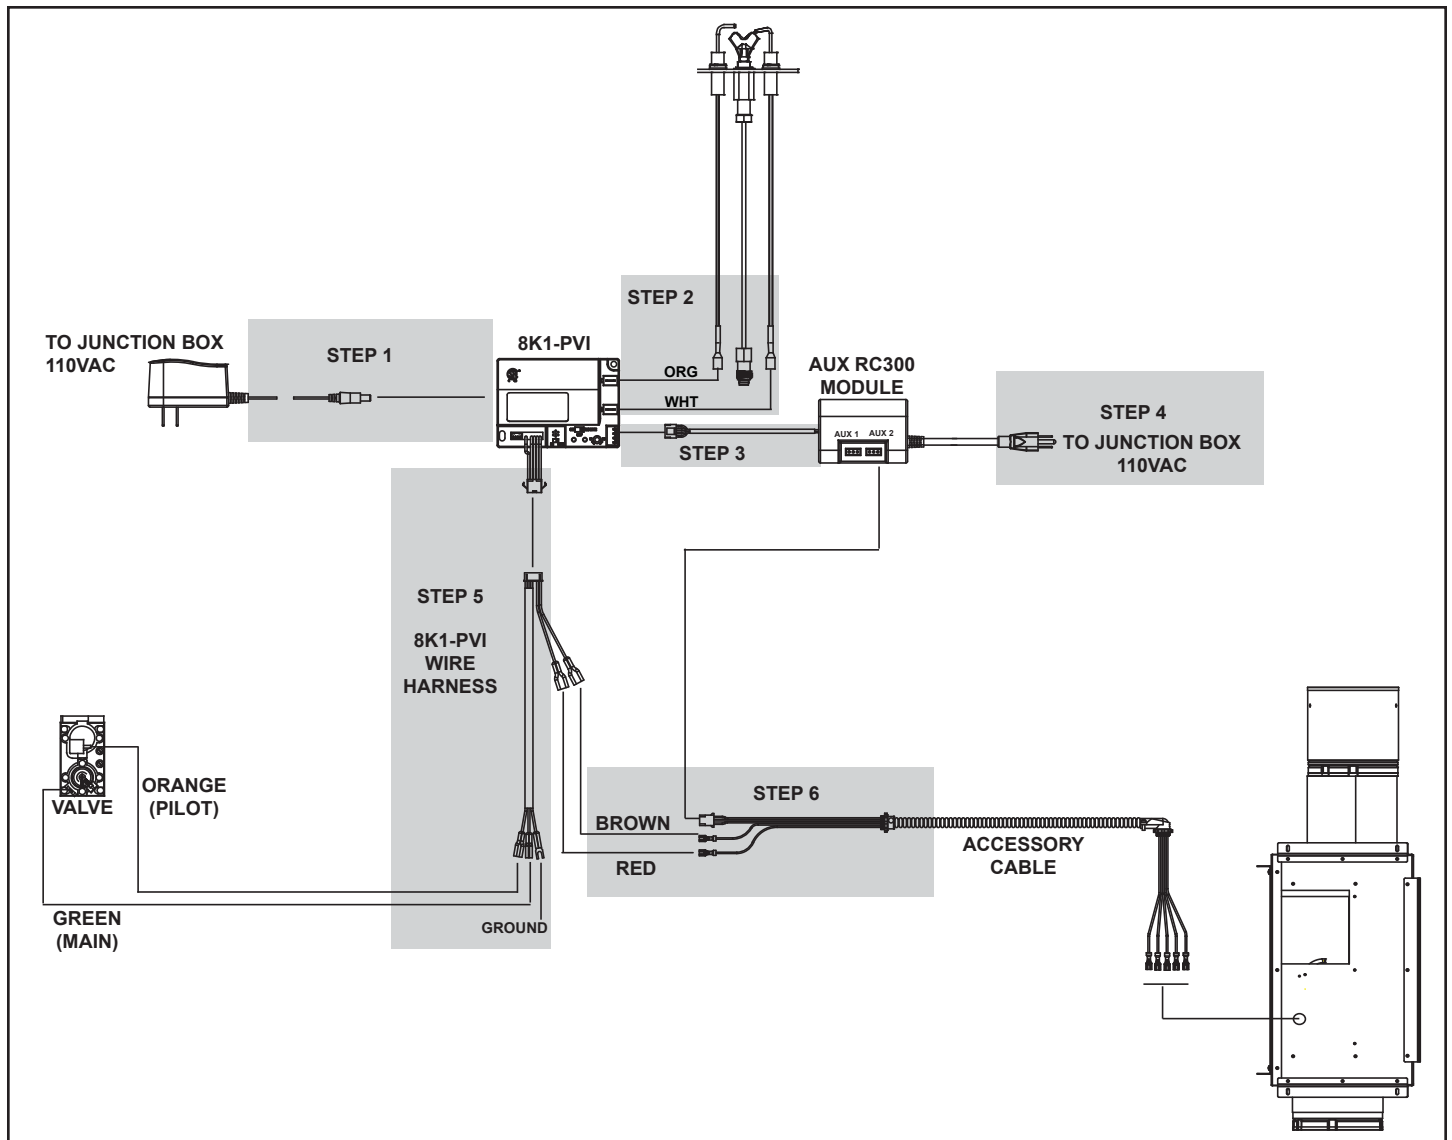 STEP 2
TO JUNCTION BOX
110VAC
STEP 1
8K1-PVI
ORG
WHT
AUX RC300
MODULE
AUX 1 AUX 2
STEP 3
STEP 4
TO JUNCTION BOX
110VAC
STEP 5
8K1-PVI
WIRE
HARNESS
VALVE
ORANGE
(PILOT)
GREEN
(MAIN)
GROUND
STEP 6
BROWN
RED
ACCESSORY
CABLE